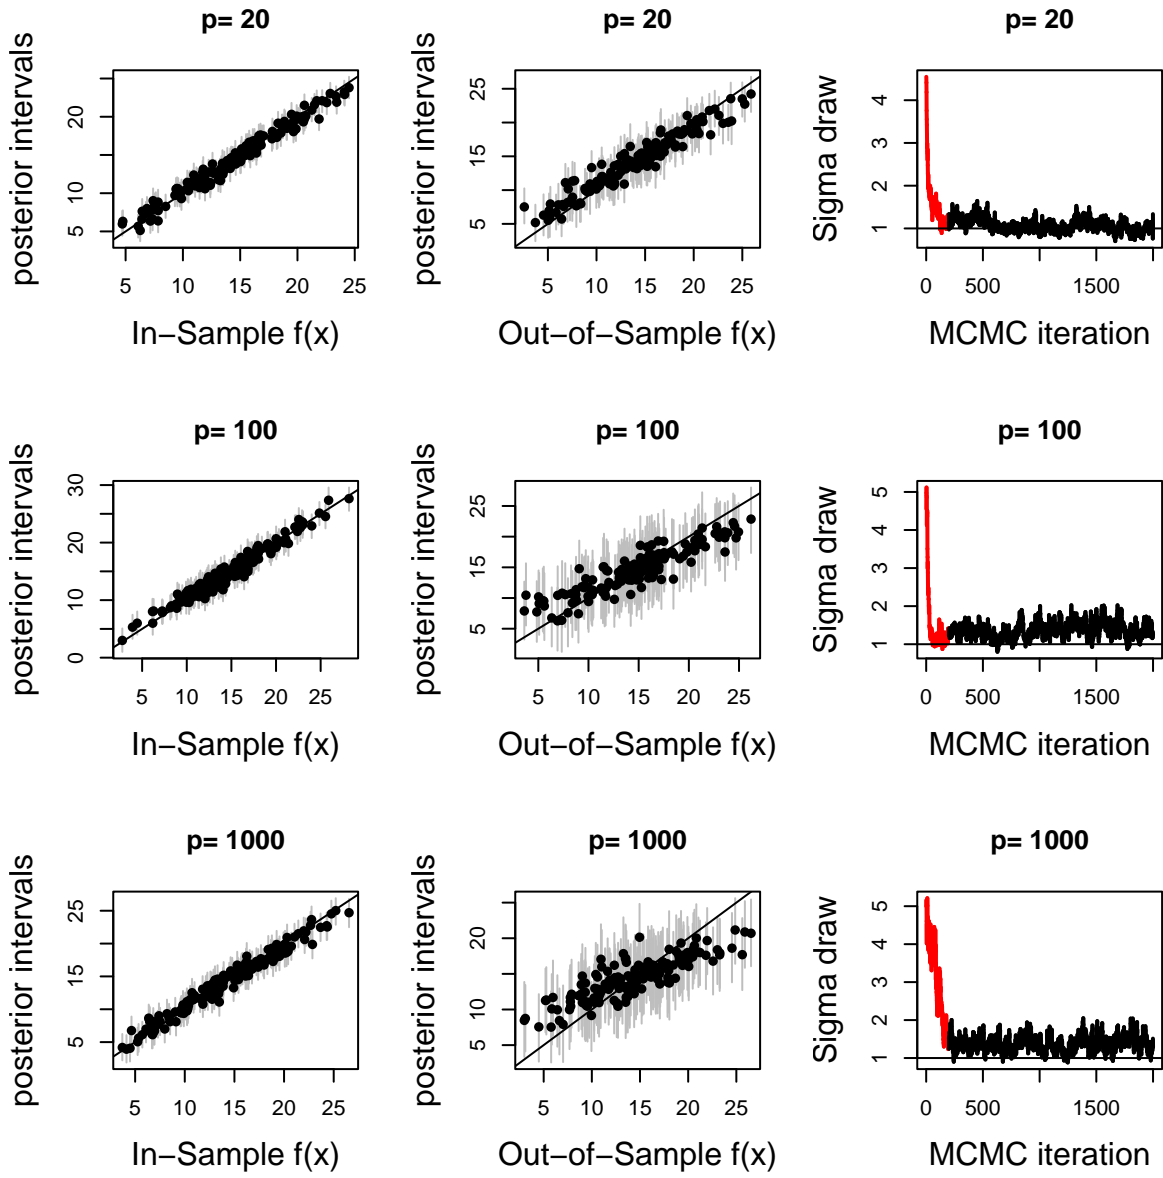 p= 20 p= 20 p= 20
posterior intervals posterior intervals Sigma draw
5 10 20
5 15 25
1 2 3 4
5 10 15 20 25 5 10 15 20 25 0 500 1500
In−Sample f(x) Out−of−Sample f(x) MCMC iteration
p= 100 p= 100 p= 100
posterior intervals posterior intervals Sigma draw
0 10 20 30
5 15 25
1 2 3 4 5
5 10 15 20 25 5 10 15 20 25 0 500 1500
In−Sample f(x) Out−of−Sample f(x) MCMC iteration
p= 1000 p= 1000 p= 1000
posterior intervals posterior intervals Sigma draw
5 15 25
5 10 20
1 2 3 4 5
5 10 15 20 25 5 10 15 20 25 0 500 1500
In−Sample f(x) Out−of−Sample f(x) MCMC iteration